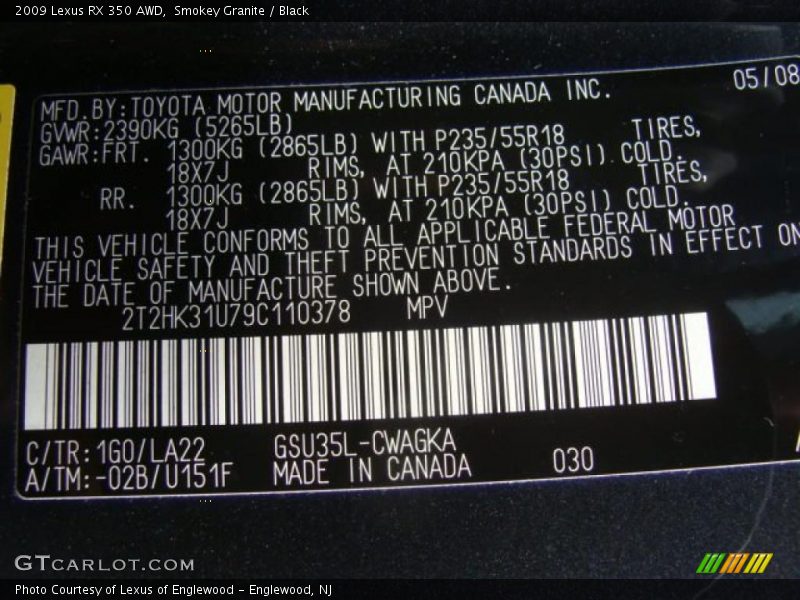 2009 Lexus RX 350 AWD, Smokey Granite / Black
MFD.BY:TOYOTA MOTOR MANUFACTURING CANADA INC. 05/08
GVWR:2390KG (5265LB)
GAWR:FRT. 1300KG (2865LB) WITH P235/55R18 TIRES,
18X7J RIMS, AT 210KPA (30PSI) COLD.
RR. 1300KG (2865LB) WITH P235/55R18 TIRES,
18X7J RIMS, AT 210KPA (30PSI) COLD.
THIS VEHICLE CONFORMS TO ALL APPLICABLE FEDERAL MOTOR
VEHICLE SAFETY AND THEFT PREVENTION STANDARDS IN EFFECT ON
THE DATE OF MANUFACTURE SHOWN ABOVE.
2T2HK31U79C110378 MPV
C/TR:1G0/LA22 GSU35L-CWAGKA
A/TM:-02B/U151F MADE IN CANADA 030
GTCARLOT.COM
Photo Courtesy of Lexus of Englewood - Englewood, NJ